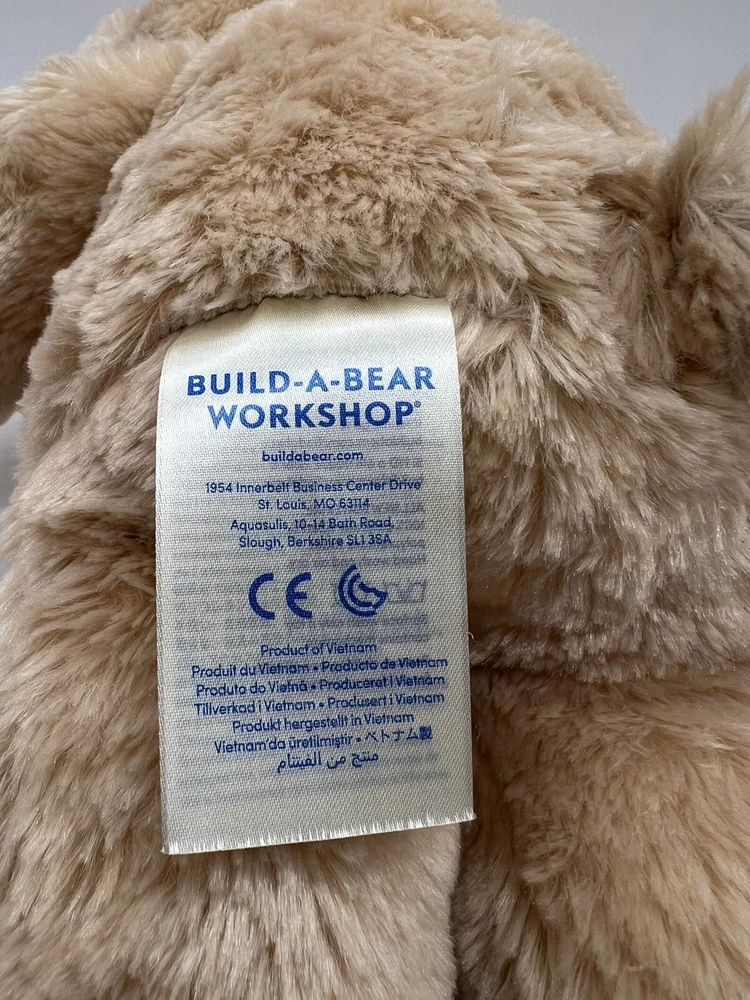 BUILD-A-BEAR
WORKSHOP®
buildabear.com
1954 Innerbelt Business Center Drive
St. Louis, MO 63114
Aquasulis, 10-14 Bath Road,
Slough, Berkshire SL1 3SA
CE
Product of Vietnam
Produit du Vietnam • Producto de Vietnam
Produto do Vietnã • Produceret i Vietnam
Tillverkad i Vietnam • Produsert i Vietnam
Produkt hergestellt in Vietnam
Vietnam'da üretilmiştir • ベトナム製
منتج من الفيتنام